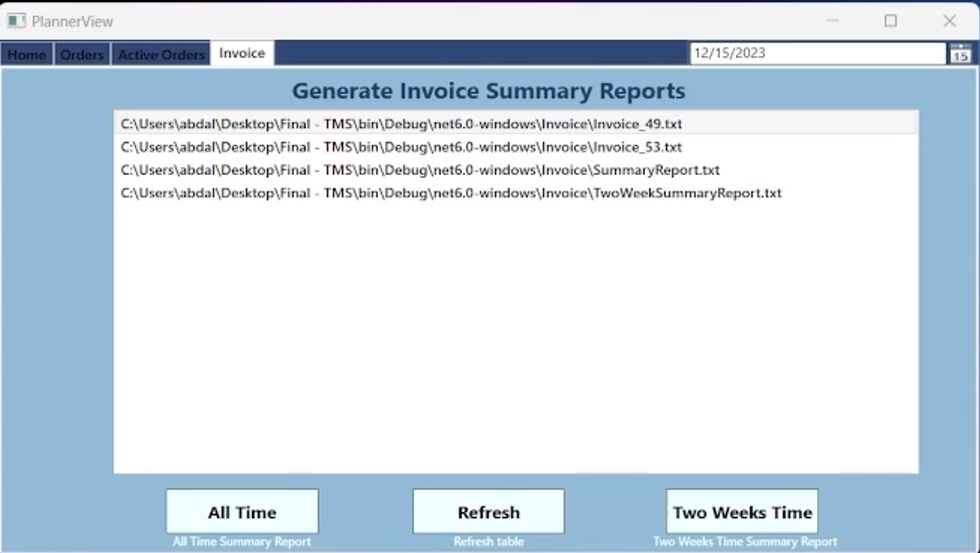 PlannerView
Home Orders Active Orders Invoice 12/15/2023 15
Generate Invoice Summary Reports
C:\Users\abdal\Desktop\Final - TMS\bin\Debug\net6.0-windows\Invoice\Invoice_49.txt
C:\Users\abdal\Desktop\Final - TMS\bin\Debug\net6.0-windows\Invoice\Invoice_53.txt
C:\Users\abdal\Desktop\Final - TMS\bin\Debug\net6.0-windows\Invoice\SummaryReport.txt
C:\Users\abdal\Desktop\Final - TMS\bin\Debug\net6.0-windows\Invoice\TwoWeekSummaryReport.txt
All Time Refresh Two Weeks Time
All Time Summary Report Refresh table Two Weeks Time Summary Report